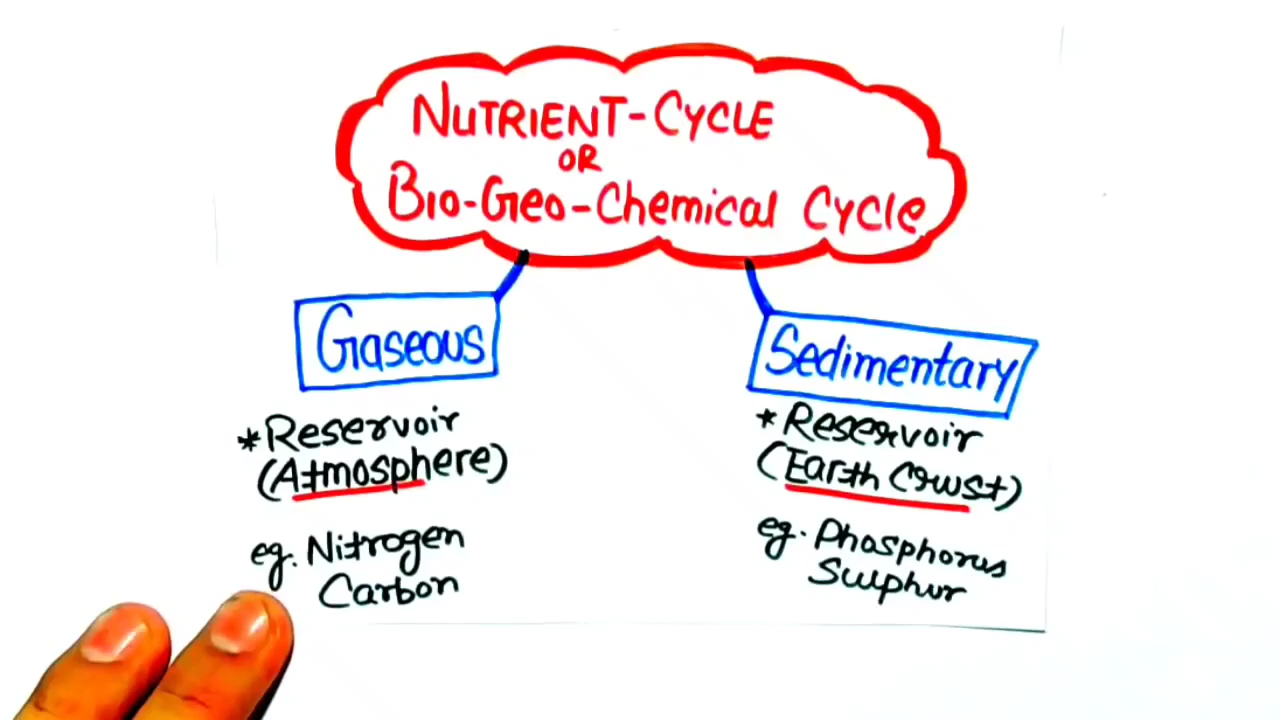 NUTRIENT-CYCLE
OR
Bio-Geo-Chemical Cycle
Gaseous
*Reservoir
(Atmosphere)
eg. Nitrogen
Carbon
Sedimentary
*Reservoir
(Earth Crust)
eg. Phosphorus
Sulphur